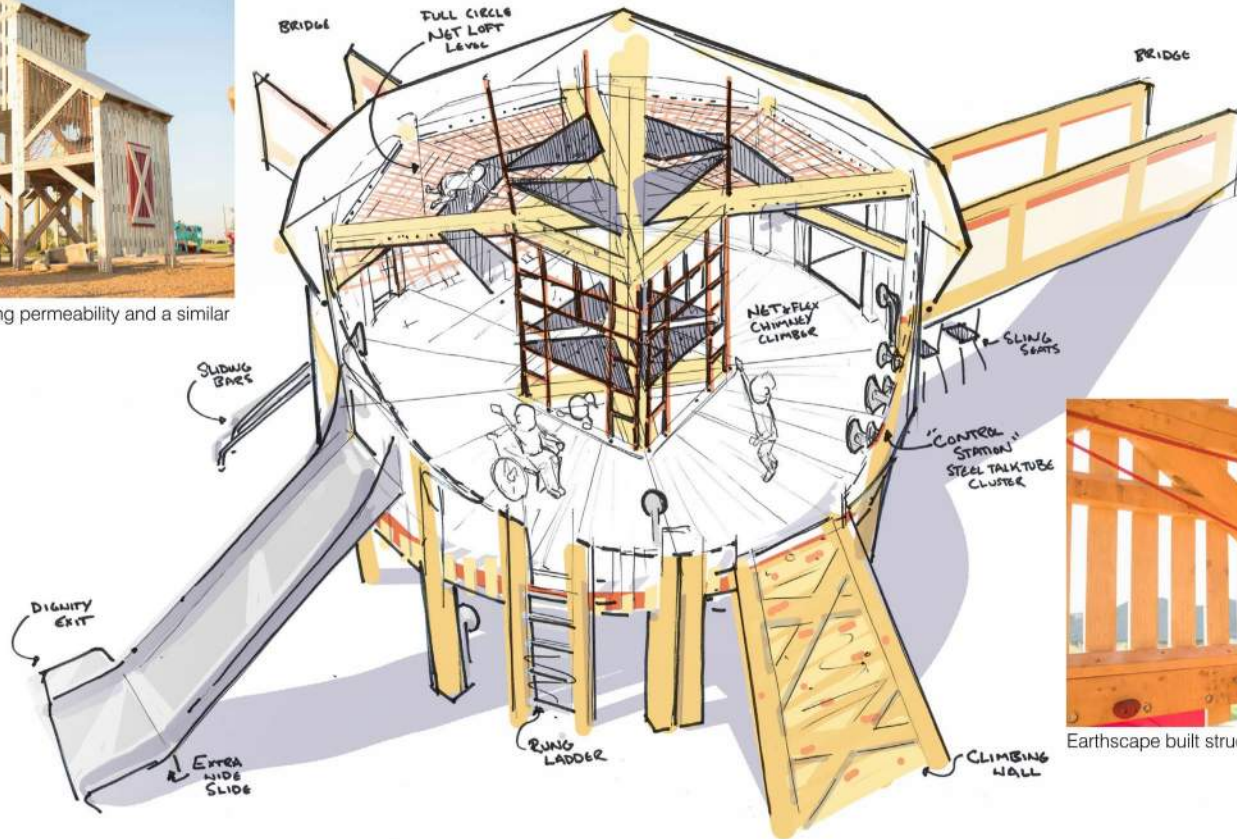 BRIDGE
FULL CIRCLE
NET LOFT
LEVEL
BRIDGE
ng permeability and a similar
NET & FLEX
CHIMNEY
CLIMBER
SLING
SEATS
SLIDING
BARS
"CONTROL
STATION"
STEEL TALK TUBE
CLUSTER
DIGNITY
EXIT
EXTRA
WIDE
SLIDE
RUNG
LADDER
CLIMBING
WALL
Earthscape built stru